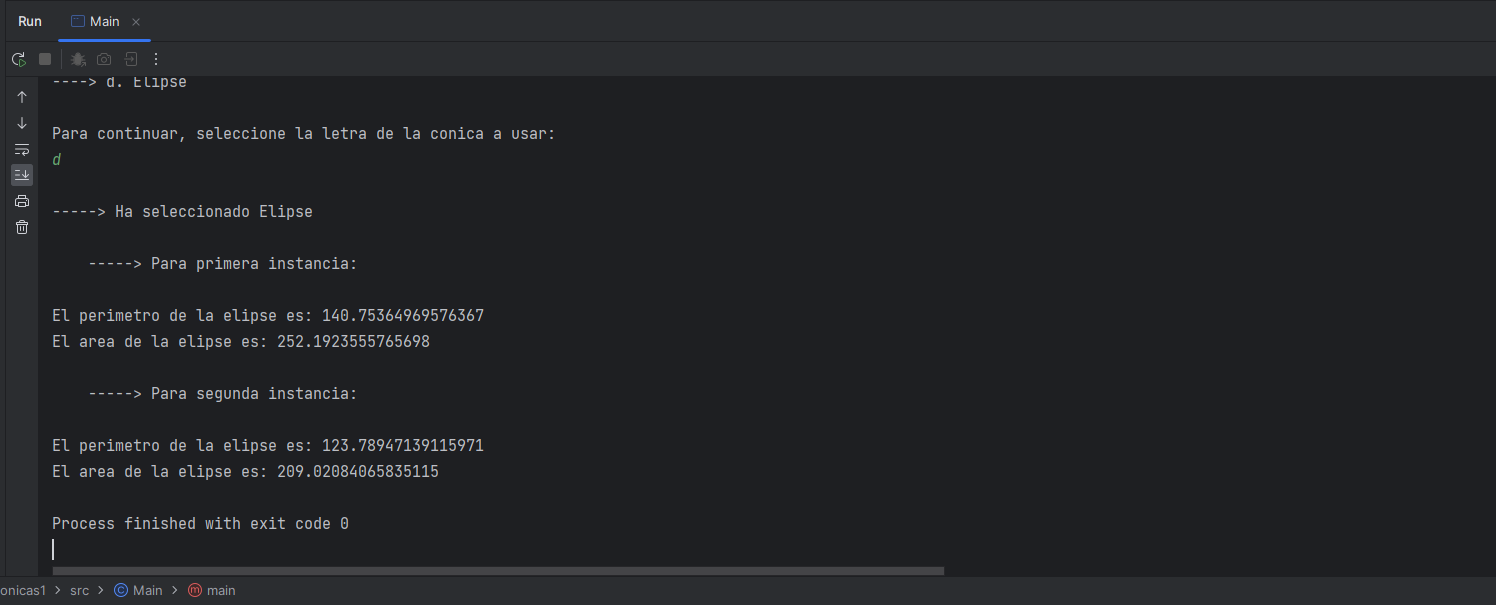 Run Main
----> d. Elipse
Para continuar, seleccione la letra de la conica a usar:
d
-----> Ha seleccionado Elipse
-----> Para primera instancia:
El perimetro de la elipse es: 140.75364969576367
El area de la elipse es: 252.1923555765698
-----> Para segunda instancia:
El perimetro de la elipse es: 123.78947139115971
El area de la elipse es: 209.02084065835115
Process finished with exit code 0
onicas1 > src > Main > main